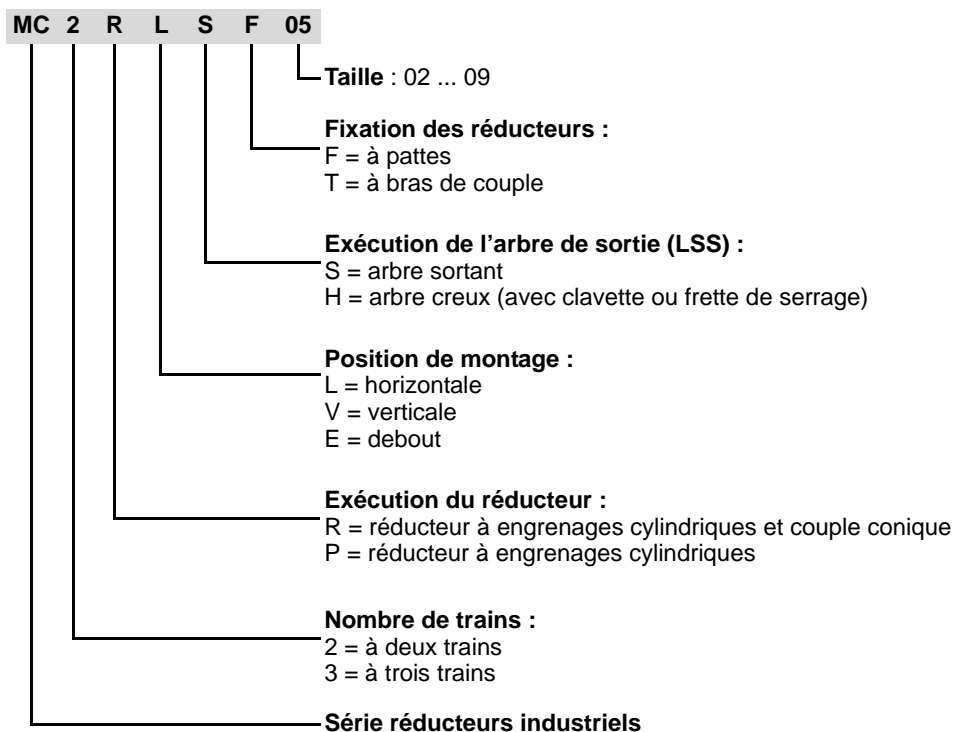 MC 2 R L S F 05
Taille : 02 ... 09
Fixation des réducteurs :
F = à pattes
T = à bras de couple
Exécution de l’arbre de sortie (LSS) :
S = arbre sortant
H = arbre creux (avec clavette ou frette de serrage)
Position de montage :
L = horizontale
V = verticale
E = debout
Exécution du réducteur :
R = réducteur à engrenages cylindriques et couple conique
P = réducteur à engrenages cylindriques
Nombre de trains :
2 = à deux trains
3 = à trois trains
Série réducteurs industriels